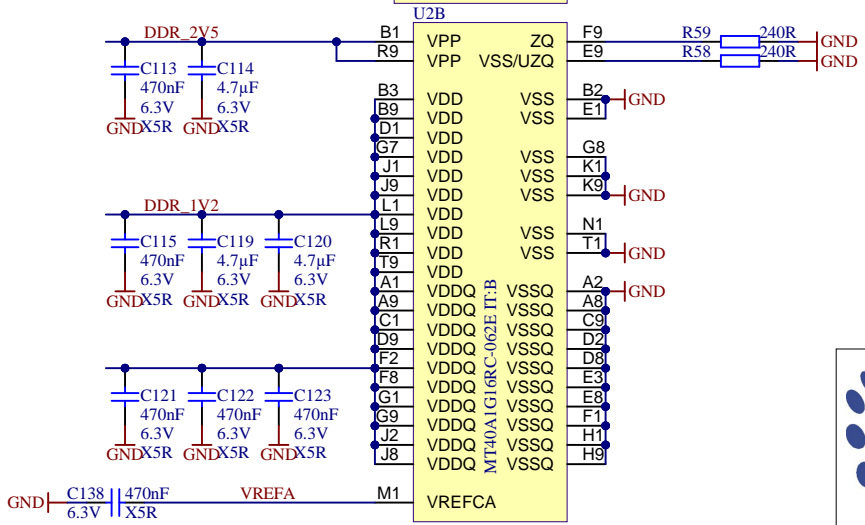 U2B
DDR_2V5 B1 VPP ZQ F9 R59 240R GND
R9 VPP VSS/UZQ E9 R58 240R GND
C113 C114
470nF 4.7µF
6.3V 6.3V
GND X5R GND X5R
B3 VDD VSS B2 GND
B9 VDD VSS E1
D1 VDD
G7 VDD VSS G8
J1 VDD VSS K1
J9 VDD VSS K9 GND
DDR_1V2 L1 VDD
L9 VDD VSS N1
R1 VDD VSS T1 GND
T9 VDD
C115 C119 C120
470nF 4.7µF 4.7µF
6.3V 6.3V 6.3V
GND X5R GND X5R GND X5R
A1 VDDQ VSSQ A2 GND
A9 VDDQ VSSQ A8
C1 VDDQ VSSQ C9
D9 VDDQ VSSQ D2
F2 VDDQ VSSQ D8
F8 VDDQ VSSQ E3
G1 VDDQ VSSQ E8
G9 VDDQ VSSQ F1
J2 VDDQ VSSQ H1
J8 VDDQ VSSQ H9
MT40A1G16RC-062E IT:B
C121 C122 C123
470nF 470nF 470nF
6.3V 6.3V 6.3V
GND X5R GND X5R GND X5R
GND C138 470nF VREFA M1 VREFCA
6.3V X5R